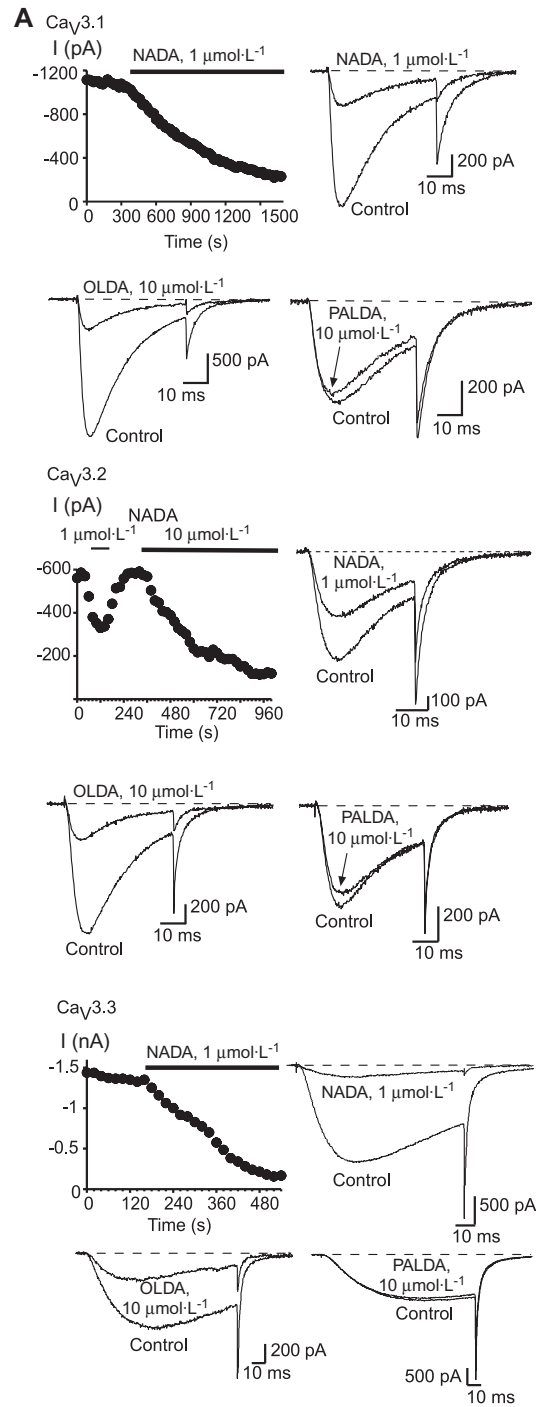 A
CaV3.1
I (pA)
NADA, 1 μmol·L-1
-1200
-800
-400
0
0 300 600 900 1200 1500
Time (s)
NADA, 1 μmol·L-1
Control
200 pA
10 ms
OLDA, 10 μmol·L-1
Control
500 pA
10 ms
PALDA,
10 μmol·L-1
Control
200 pA
10 ms
CaV3.2
I (pA)
NADA
1 μmol·L-1 10 μmol·L-1
-600
-400
-200
0 240 480 720 960
Time (s)
NADA,
1 μmol·L-1
Control
100 pA
10 ms
OLDA, 10 μmol·L-1
Control
200 pA
10 ms
PALDA,
10 μmol·L-1
Control
200 pA
10 ms
CaV3.3
I (nA)
NADA, 1 μmol·L-1
-1.5
-1
-0.5
0
0 120 240 360 480
Time (s)
NADA, 1 μmol·L-1
Control
500 pA
10 ms
OLDA,
10 μmol·L-1
Control
200 pA
10 ms
PALDA,
10 μmol·L-1
Control
500 pA
10 ms